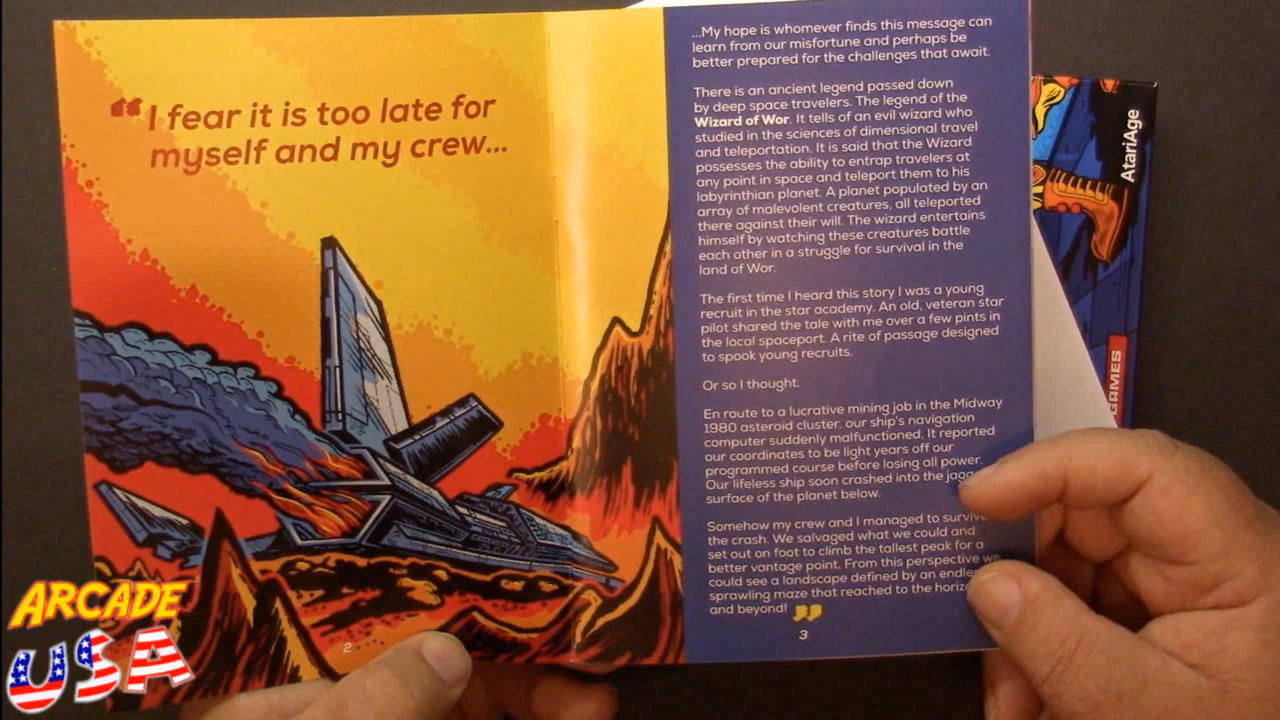 “I fear it is too late for
myself and my crew...
2
...My hope is whomever finds this message can
learn from our misfortune and perhaps be
better prepared for the challenges that await.
There is an ancient legend passed down
by deep space travelers. The legend of the
Wizard of Wor. It tells of an evil wizard who
studied in the sciences of dimensional travel
and teleportation. It is said that the Wizard
possesses the ability to entrap travelers at
any point in space and teleport them to his
labyrinthian planet. A planet populated by an
array of malevolent creatures, all teleported
there against their will. The wizard entertains
himself by watching these creatures battle
each other in a struggle for survival in the
land of Wor.
The first time I heard this story I was a young
recruit in the star academy. An old, veteran star
pilot shared the tale with me over a few pints in
the local spaceport. A rite of passage designed
to spook young recruits.
Or so I thought.
En route to a lucrative mining job in the Midway
1980 asteroid cluster, our ship's navigation
computer suddenly malfunctioned. It reported
our coordinates to be light years off our
programmed course before losing all power.
Our lifeless ship soon crashed into the
surface of the planet below.
Somehow my crew and I managed to survive
the crash. We salvaged what we could and
set out on foot to climb the tallest peak for a
better vantage point. From this perspective we
could see a landscape defined by an
sprawling maze that reached to the
and beyond! ”
3
AtariAge
GAMES
ARCADE
USA